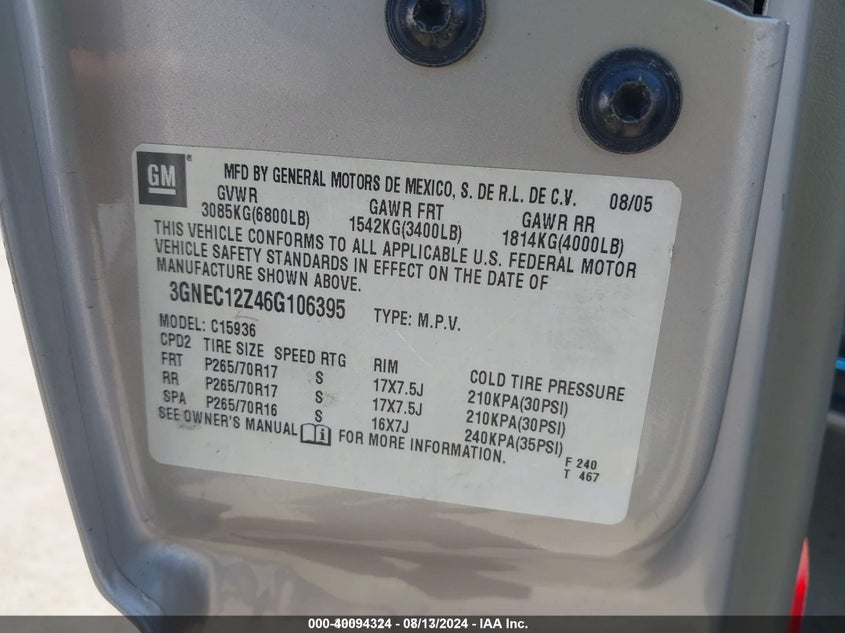 GM®
MFD BY GENERAL MOTORS DE MEXICO, S. DE R.L. DE C.V. 08/05
GVWR GAWR FRT GAWR RR
3085KG(6800LB) 1542KG(3400LB) 1814KG(4000LB)
THIS VEHICLE CONFORMS TO ALL APPLICABLE U.S. FEDERAL MOTOR
VEHICLE SAFETY STANDARDS IN EFFECT ON THE DATE OF
MANUFACTURE SHOWN ABOVE.
3GNEC12Z46G106395 TYPE: M.P.V.
MODEL: C15936
CPD2 TIRE SIZE SPEED RTG RIM COLD TIRE PRESSURE
FRT P265/70R17 S 17X7.5J 210KPA(30PSI)
RR P265/70R17 S 17X7.5J 210KPA(30PSI)
SPA P265/70R16 S 16X7J 240KPA(35PSI)
SEE OWNER'S MANUAL i FOR MORE INFORMATION.
F 240
T 467
000-40094324 - 08/13/2024 - IAA Inc.